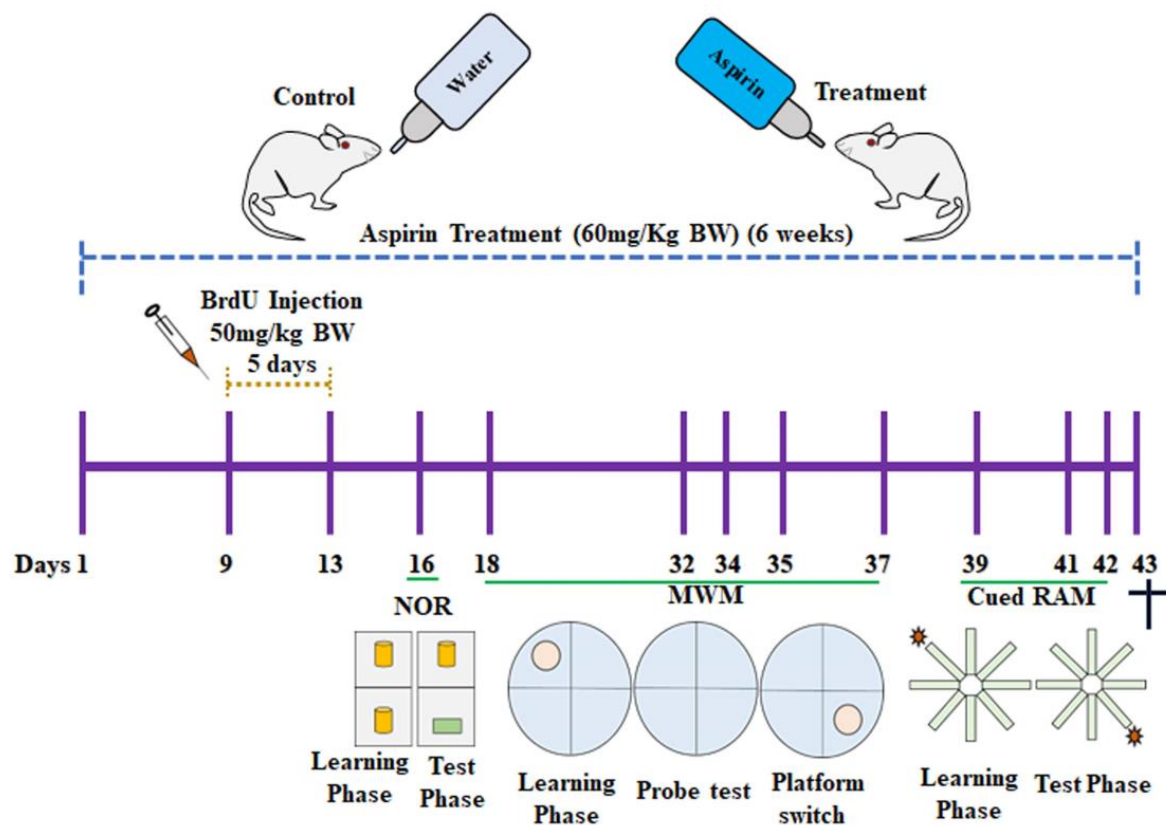 Water
Aspirin
Control
Treatment
Aspirin Treatment (60mg/Kg BW) (6 weeks)
BrdU Injection
50mg/kg BW
5 days
Days 1 9 13 16 18 32 34 35 37 39 41 42 43
NOR
MWM
Cued RAM
Learning
Phase
Test
Phase
Learning
Phase
Probe test
Platform
switch
Learning
Phase
Test Phase